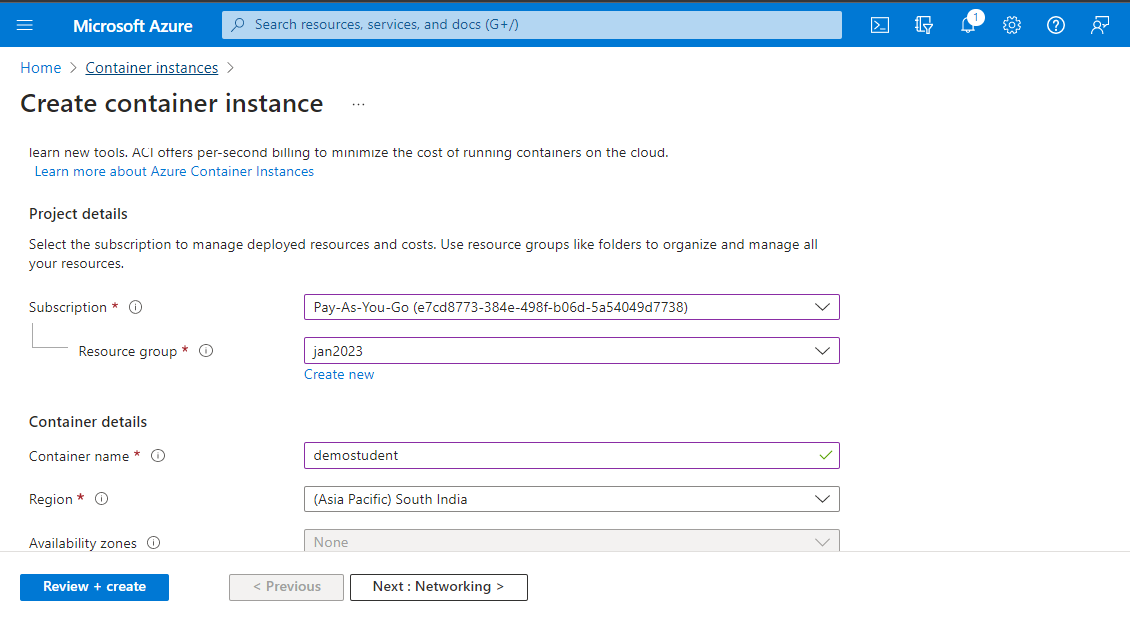 Microsoft Azure
Search resources, services, and docs (G+/)
1
Home > Container instances >
Create container instance ...
learn new tools. ACI offers per-second billing to minimize the cost of running containers on the cloud.
Learn more about Azure Container Instances
Project details
Select the subscription to manage deployed resources and costs. Use resource groups like folders to organize and manage all
your resources.
Subscription *
Pay-As-You-Go (e7cd8773-384e-498f-b06d-5a54049d7738)
Resource group *
jan2023
Create new
Container details
Container name *
demostudent
Region *
(Asia Pacific) South India
Availability zones
None
Review + create
< Previous
Next : Networking >